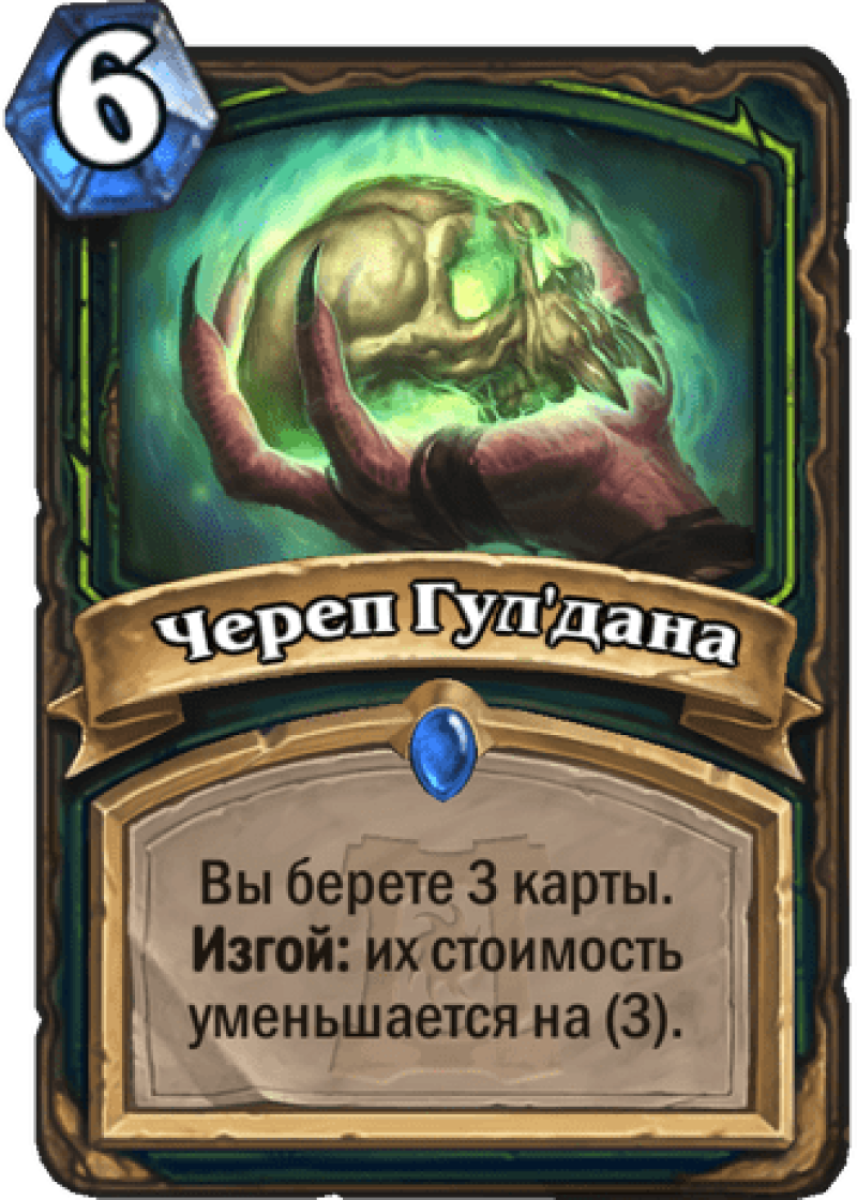 6
Череп Гул'дана
Вы берете 3 карты.
Изгой: их стоимость
уменьшается на (3).